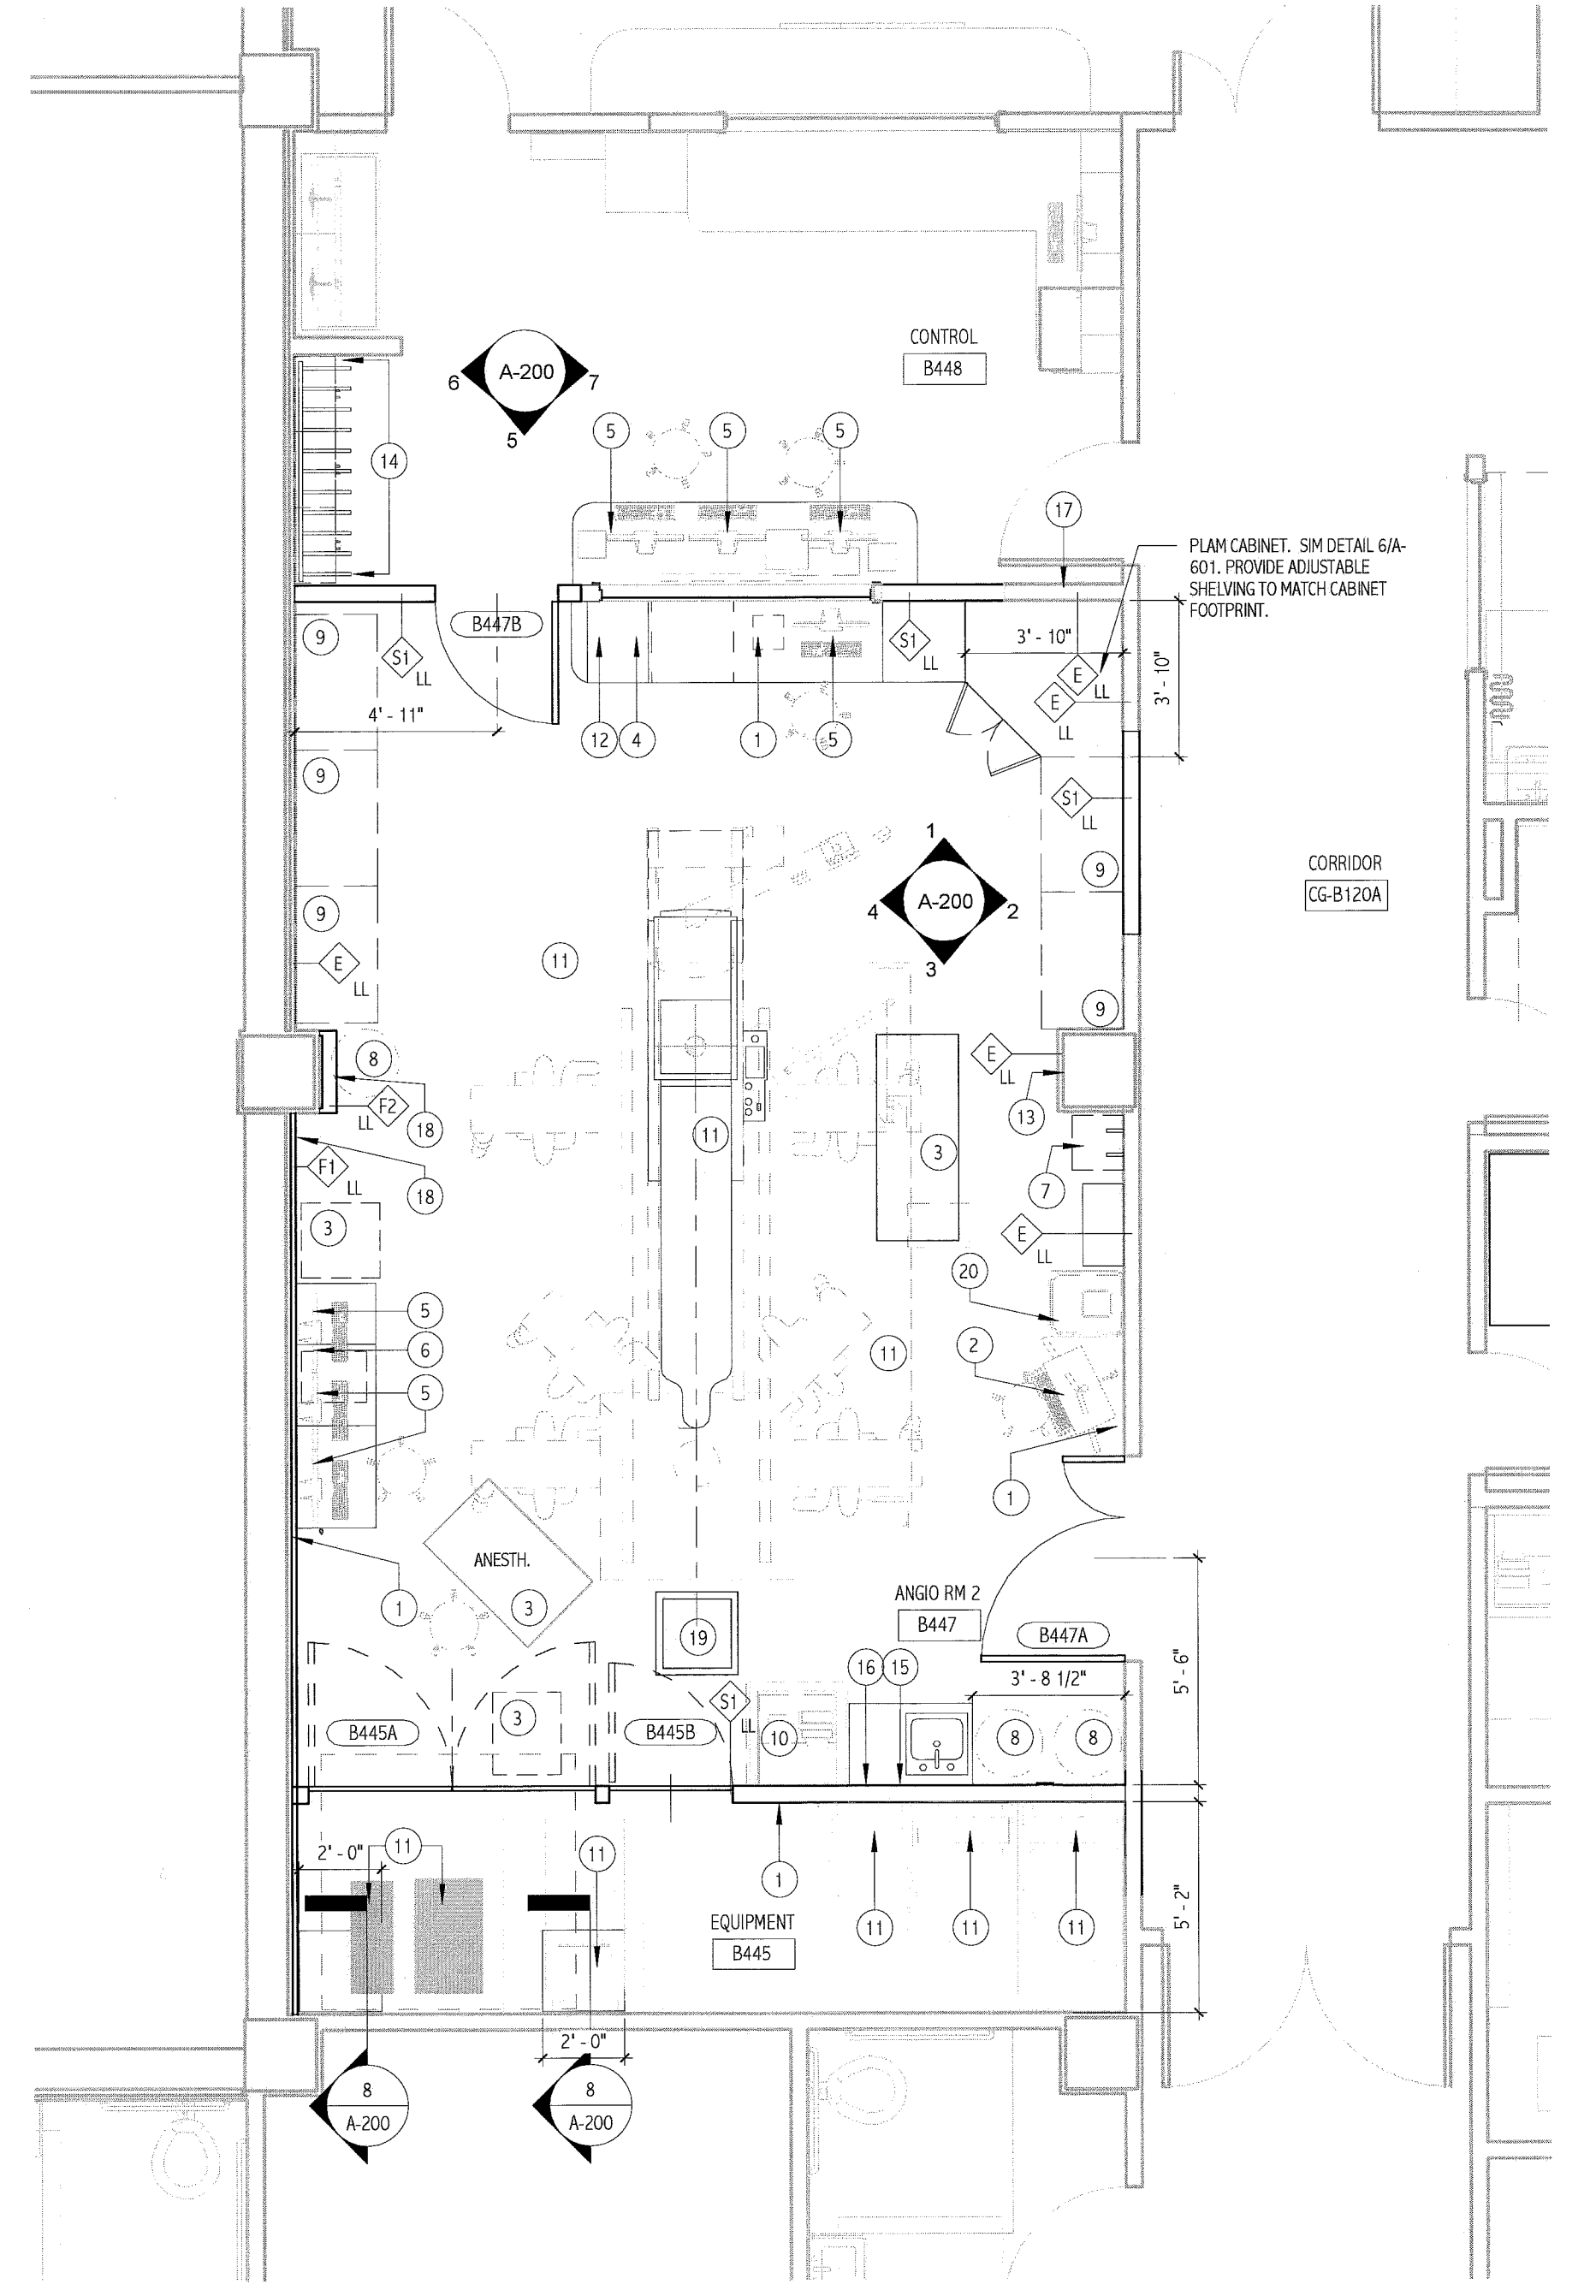 CONTROL
B448
6
A-200
7
5
5
5
5
14
17
PLAM CABINET. SIM DETAIL 6/A-
601. PROVIDE ADJUSTABLE
SHELVING TO MATCH CABINET
FOOTPRINT.
9
S1
LL
B447B
S1
LL
3' - 10"
E
LL
E
LL
3' - 10"
4' - 11"
12
4
1
5
9
S1
LL
1
4
A-200
2
3
9
CORRIDOR
CG-B120A
9
E
LL
11
9
8
F2
LL
18
E
LL
13
11
3
F1
LL
18
7
3
E
LL
20
5
6
5
11
2
1
ANESTH.
3
1
ANGIO RM 2
B447
B447A
19
16
15
3' - 8 1/2"
5' - 6"
S1
LL
3
B445A
B445B
10
8
8
2' - 0"
11
11
1
11
11
11
EQUIPMENT
B445
5' - 2"
2' - 0"
8
A-200
8
A-200